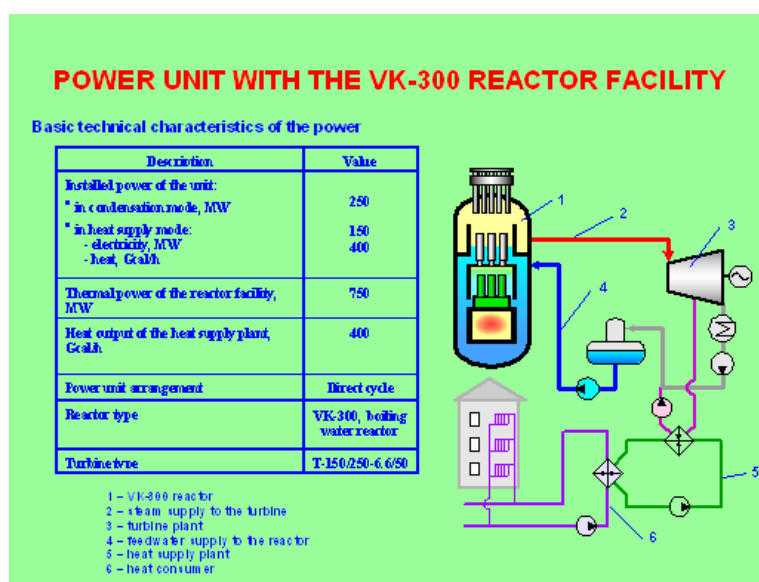 POWER UNIT WITH THE VK-300 REACTOR FACILITY
Basic technical characteristics of the power
Description Value
Installed power of the unit:
* in condensation mode, MW 250
* in heat supply mode:
- electricity, MW 150
- heat, Gcal/h 400
Thermal power of the reactor facility, 750
MW
Heat output of the heat supply plant, 400
Gcal/h
Power unit arrangement Direct cycle
Reactor type VK-300, boiling
water reactor
Turbine type T-150/250-6.6/50
1 – VK-300 reactor
2 – steam supply to the turbine
3 – turbine plant
4 – feedwater supply to the reactor
5 – heat supply plant
6 – heat consumer
1
2
3
4
5
6